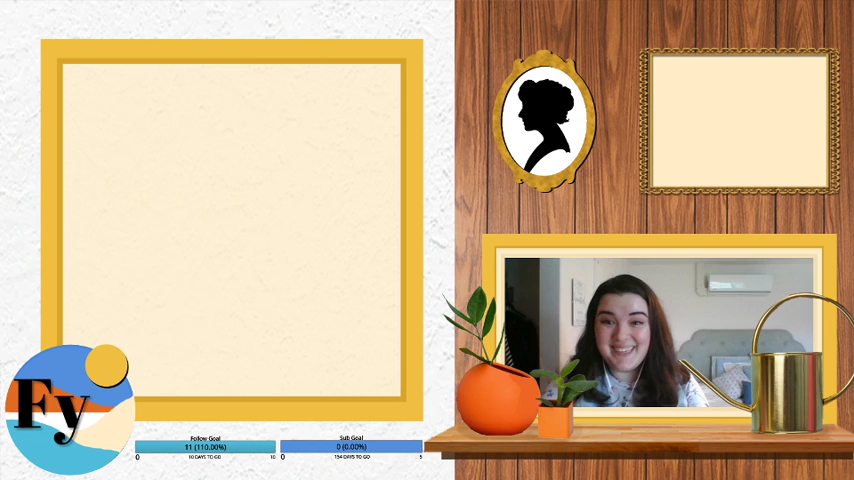 Fy
Follow Goal
11 (110.00%)
0
10 DAYS TO GO
10
Sub Goal
0 (0.00%)
0
194 DAYS TO GO
5